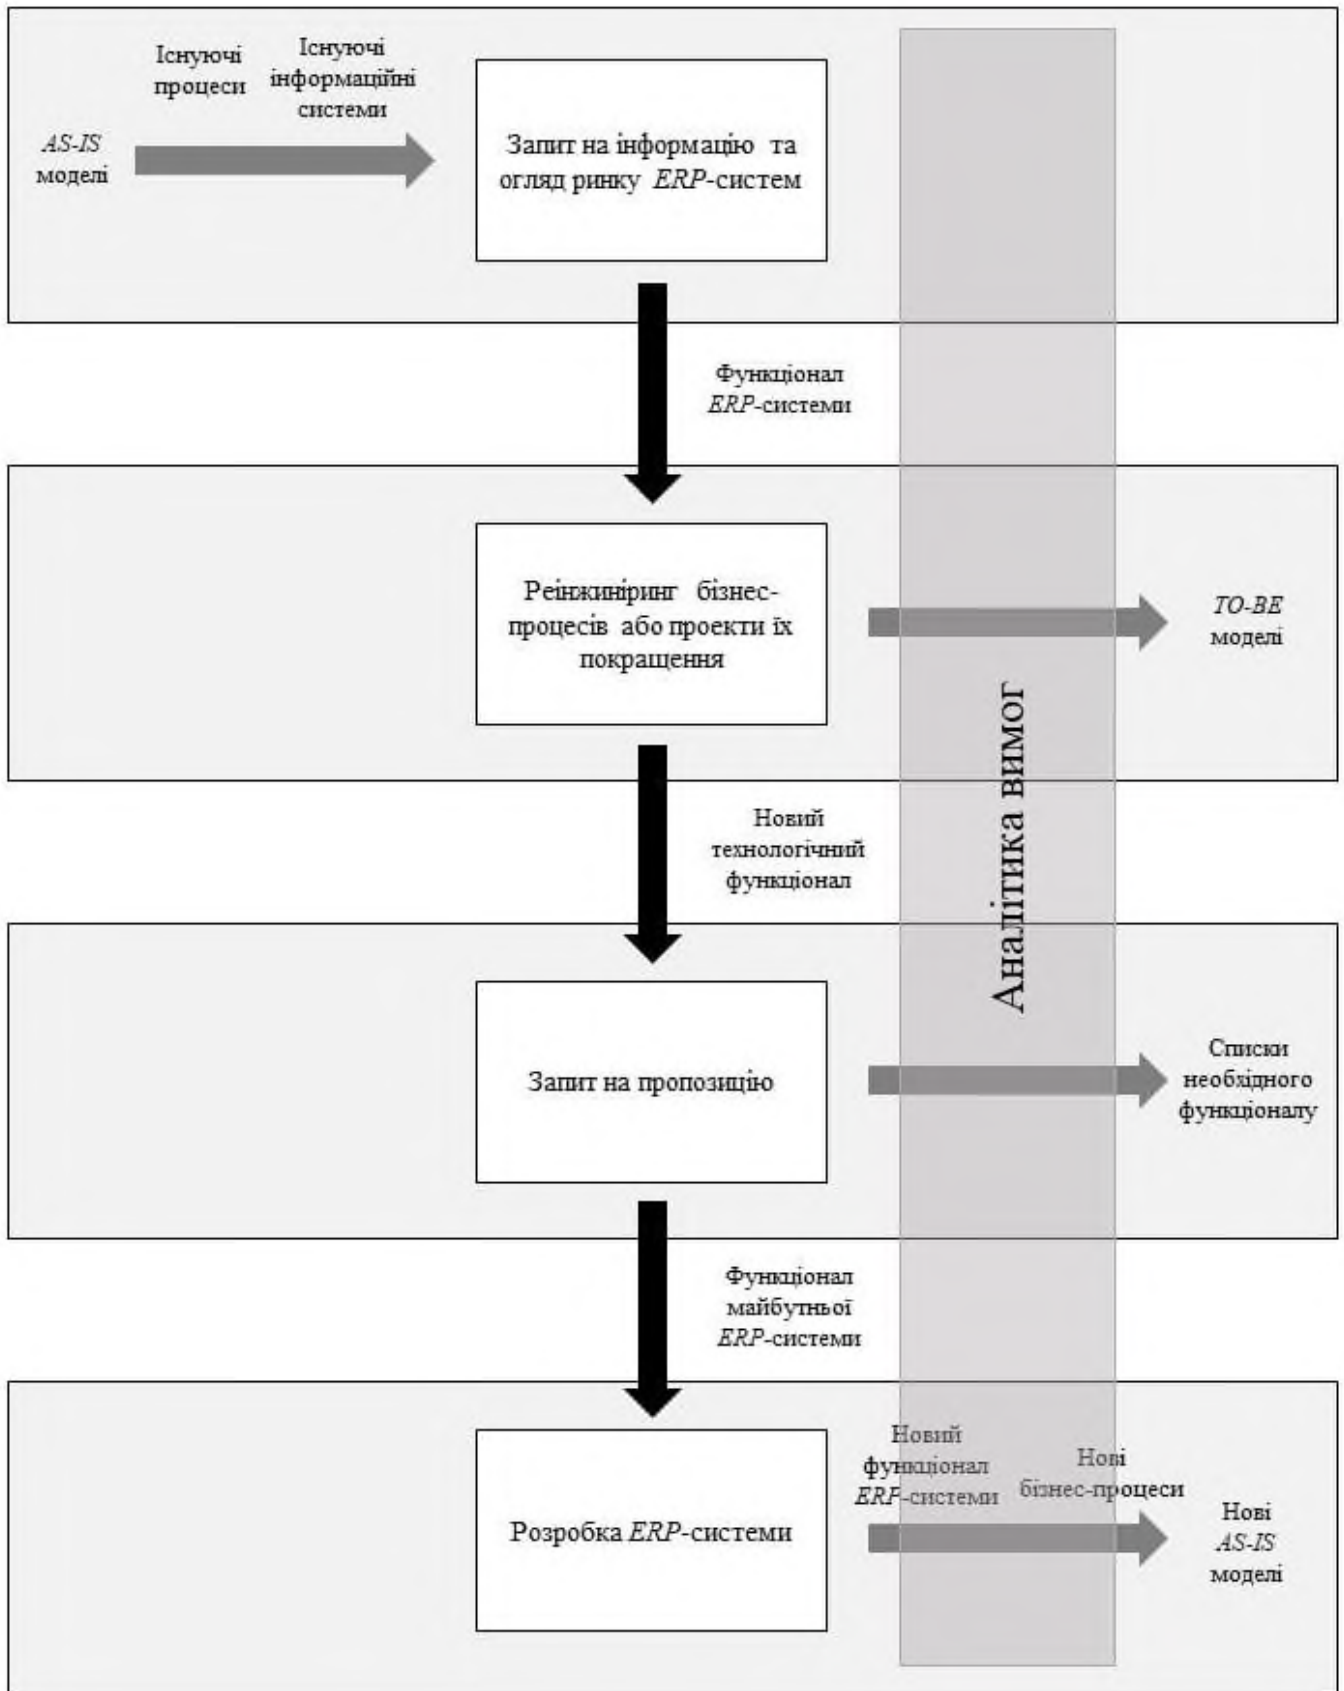 Існуючі
процеси
Існуючі
інформаційні
системи
AS-IS
моделі
Запит на інформацію та
огляд ринку ERP-систем
Функціонал
ERP-системи
Реінжиніринг бізнес-
процесів або проекти їх
покращення
TO-BE
моделі
Аналітика вимог
Новий
технологічний
функціонал
Запит на пропозицію
Списки
необхідного
функціоналу
Функціонал
майбутньої
ERP-системи
Розробка ERP-системи
Новий
функціонал
ERP-системи
Нові
бізнес-процеси
Нові
AS-IS
моделі